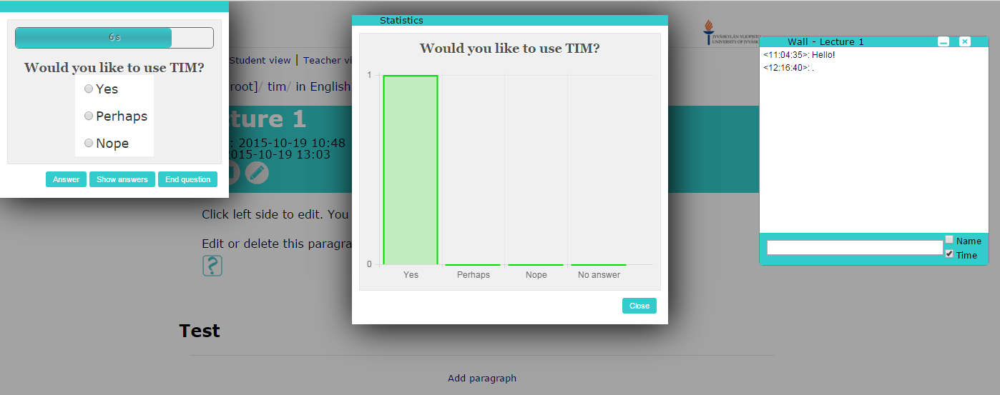 6 s
Would you like to use TIM?
Yes
Perhaps
Nope
Answer
Show answers
End question
Student view | Teacher vi
root]/ tim/ in English
ture 1
: 2015-10-19 10:48
2015-10-19 13:03
Click left side to edit. You
Edit or delete this paragra
?
Test
Add paragraph
Statistics
Would you like to use TIM?
1
0
Yes Perhaps Nope No answer
Close
JYVÄSKYLÄN YLIOPISTO
UNIVERSITY OF JYVÄSK
Wall - Lecture 1
<11:04:35>: Hello!
<12:16:40>: .
Name
Time